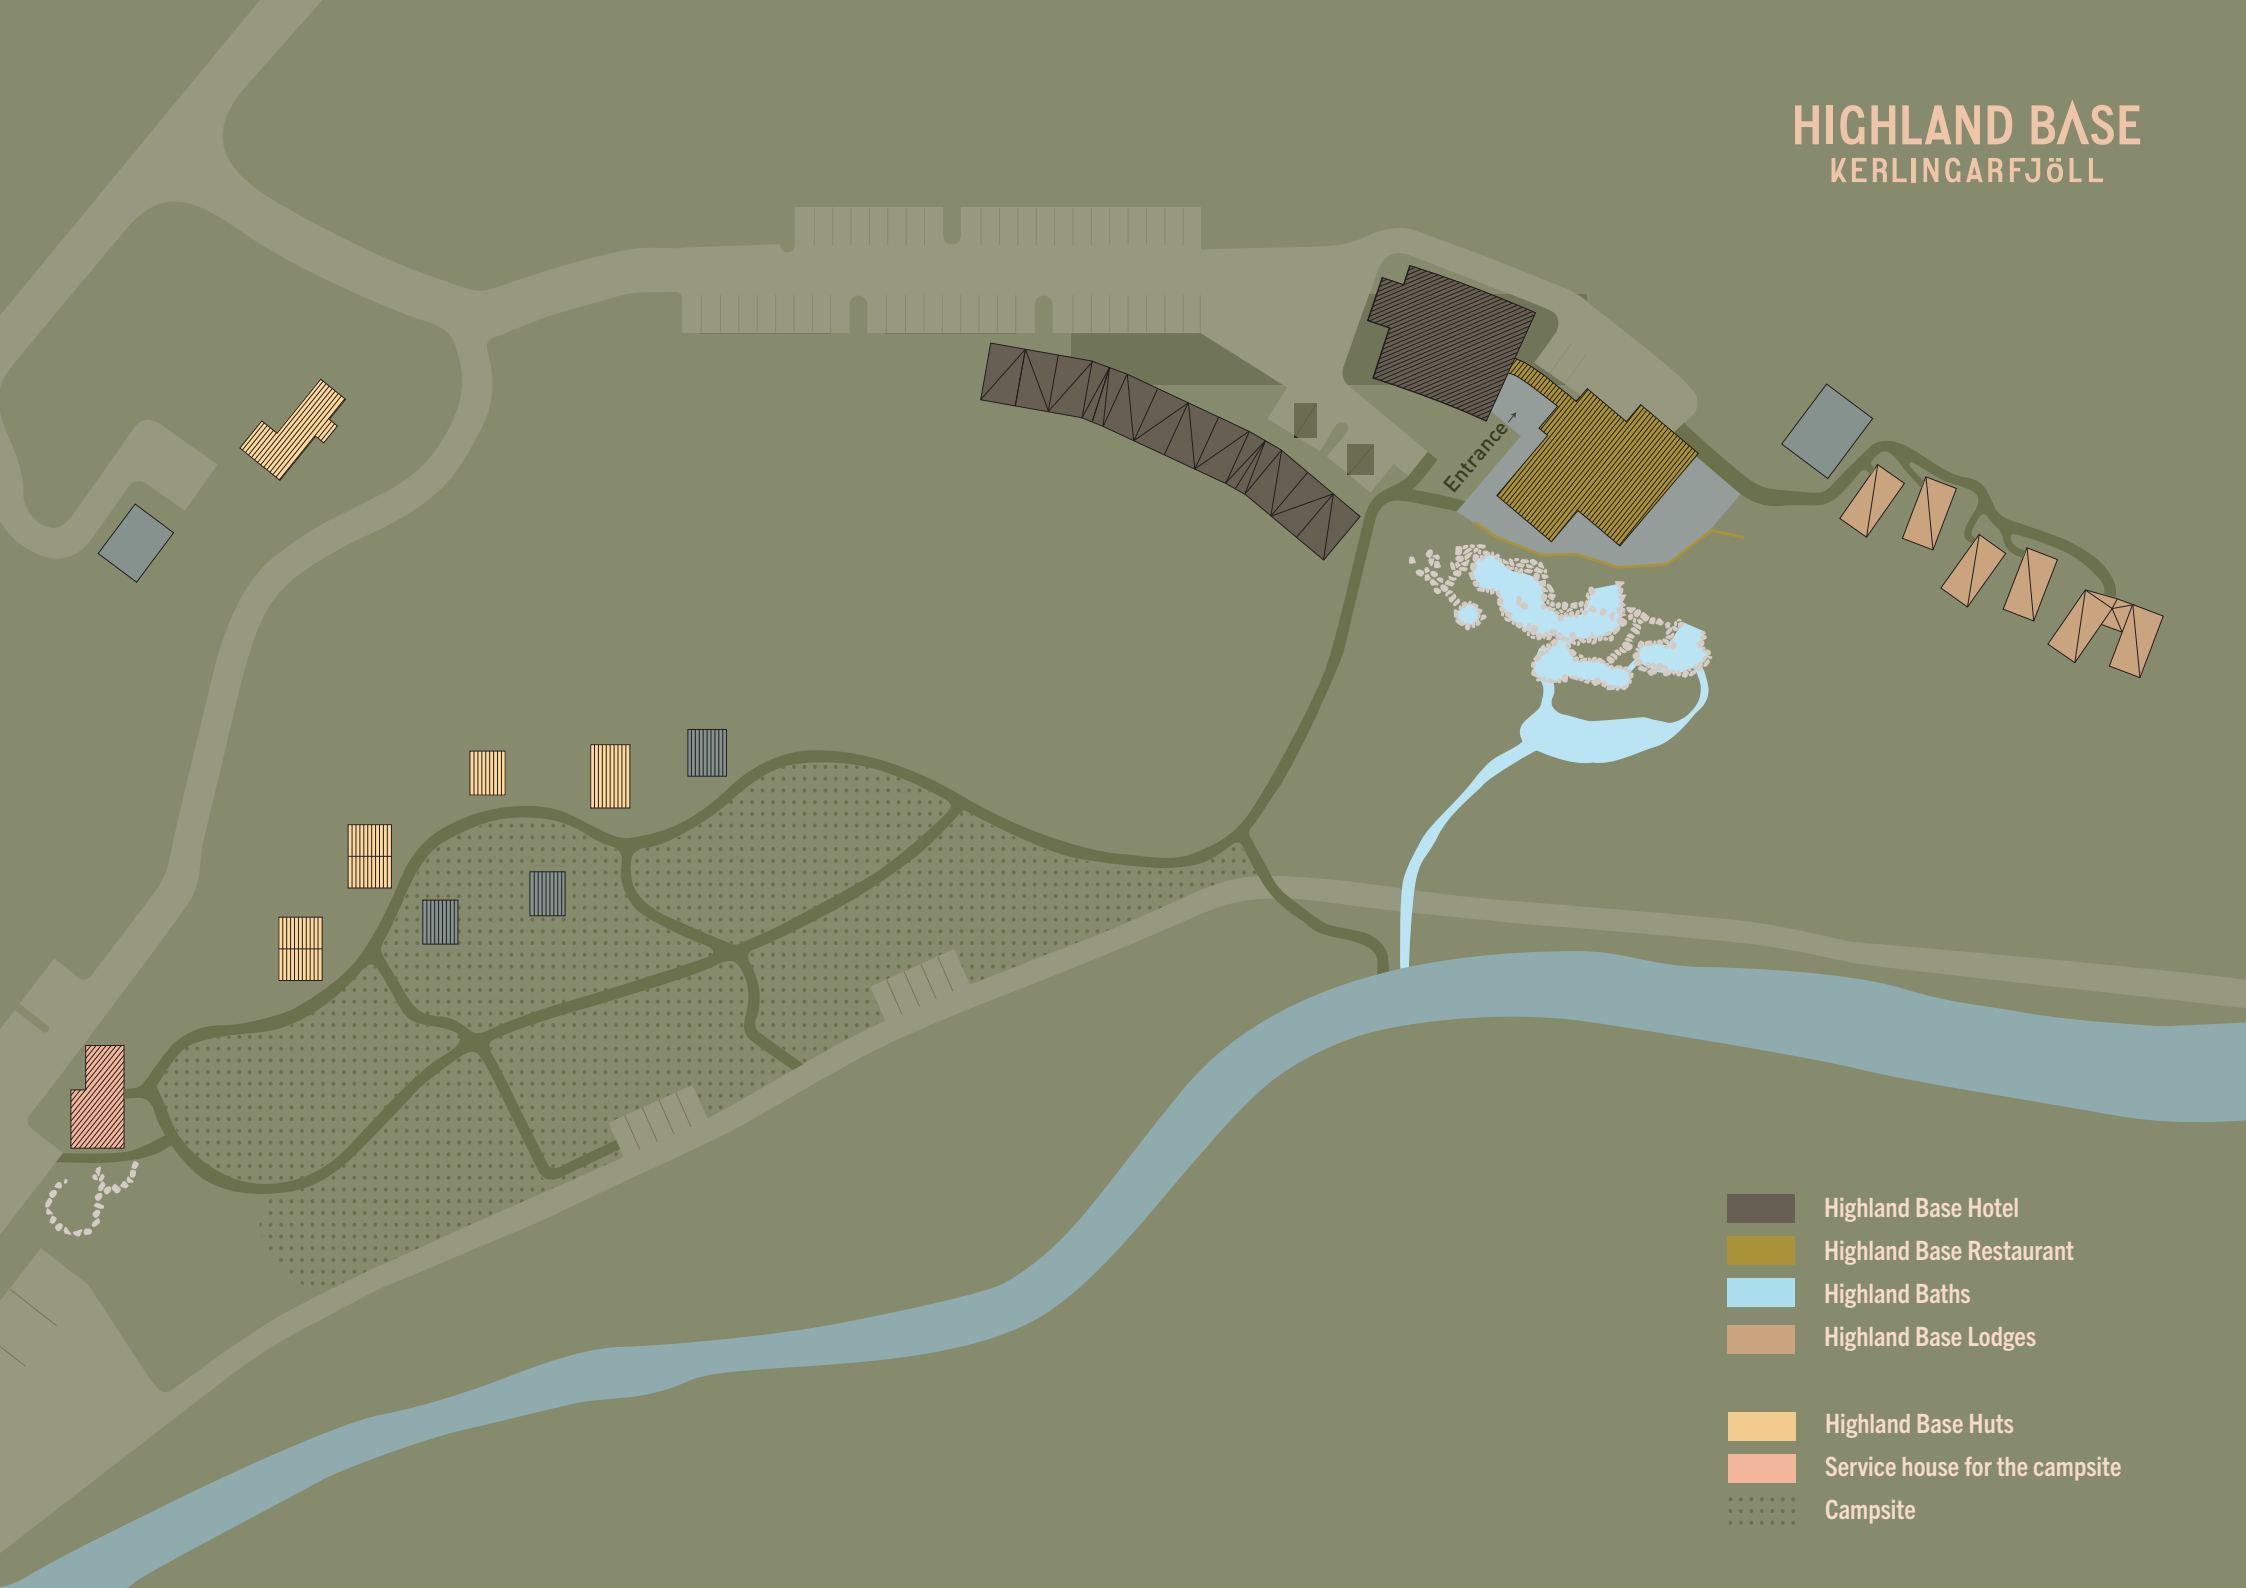 HIGHLAND BASE
KERLINGARFJÖLL
Entrance
Highland Base Hotel
Highland Base Restaurant
Highland Baths
Highland Base Lodges
Highland Base Huts
Service house for the campsite
Campsite